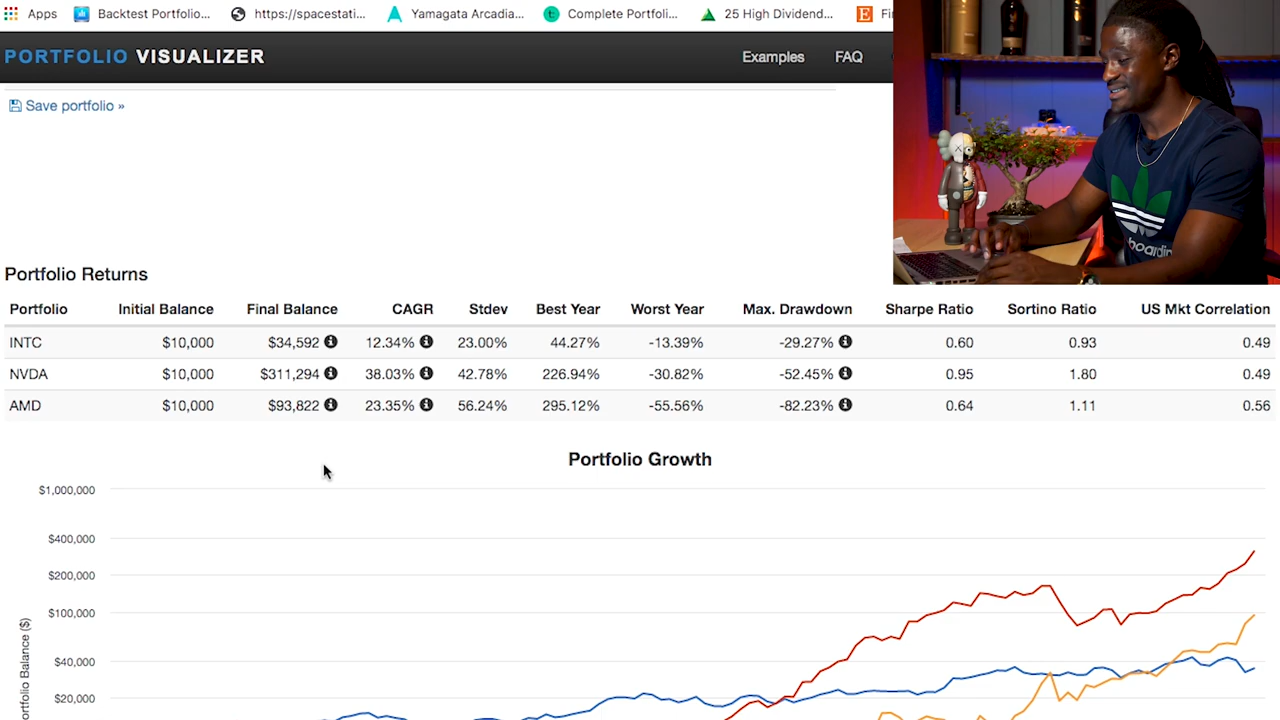 Apps Backtest Portfolio... https://spacestati... Yamagata Arcadia... Complete Portfoli... 25 High Dividend...
PORTFOLIO VISUALIZER Examples FAQ
Save portfolio »
Portfolio Returns
Portfolio Initial Balance Final Balance CAGR Stdev Best Year Worst Year Max. Drawdown Sharpe Ratio Sortino Ratio US Mkt Correlation
INTC $10,000 $34,592 12.34% 23.00% 44.27% -13.39% -29.27% 0.60 0.93 0.49
NVDA $10,000 $311,294 38.03% 42.78% 226.94% -30.82% -52.45% 0.95 1.80 0.49
AMD $10,000 $93,822 23.35% 56.24% 295.12% -55.56% -82.23% 0.64 1.11 0.56
Portfolio Growth
$1,000,000
$400,000
$200,000
$100,000
$40,000
$20,000
Balance ($)